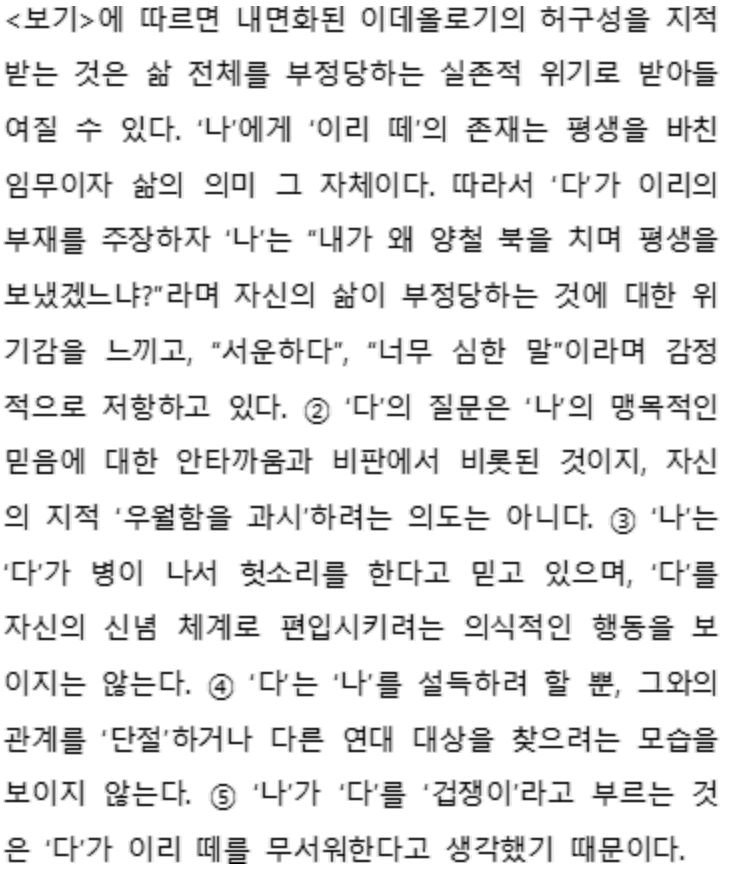 <보기>에 따르면 내면화된 이데올로기의 허구성을 지적
받는 것은 삶 전체를 부정당하는 실존적 위기로 받아들
여질 수 있다. ‘나’에게 ‘이리 떼’의 존재는 평생을 바친
임무이자 삶의 의미 그 자체이다. 따라서 ‘다’가 이리의
부재를 주장하자 ‘나’는 “내가 왜 양철 북을 치며 평생을
보냈겠느냐?”라며 자신의 삶이 부정당하는 것에 대한 위
기감을 느끼고, “서운하다”, “너무 심한 말”이라며 감정
적으로 저항하고 있다. ② ‘다’의 질문은 ‘나’의 맹목적인
믿음에 대한 안타까움과 비판에서 비롯된 것이지, 자신
의 지적 ‘우월함을 과시’하려는 의도는 아니다. ③ ‘나’는
‘다’가 병이 나서 헛소리를 한다고 믿고 있으며, ‘다’를
자신의 신념 체계로 편입시키려는 의식적인 행동을 보
이지는 않는다. ④ ‘다’는 ‘나’를 설득하려 할 뿐, 그와의
관계를 ‘단절’하거나 다른 연대 대상을 찾으려는 모습을
보이지 않는다. ⑤ ‘나’가 ‘다’를 ‘겁쟁이’라고 부르는 것
은 ‘다’가 이리 떼를 무서워한다고 생각했기 때문이다.